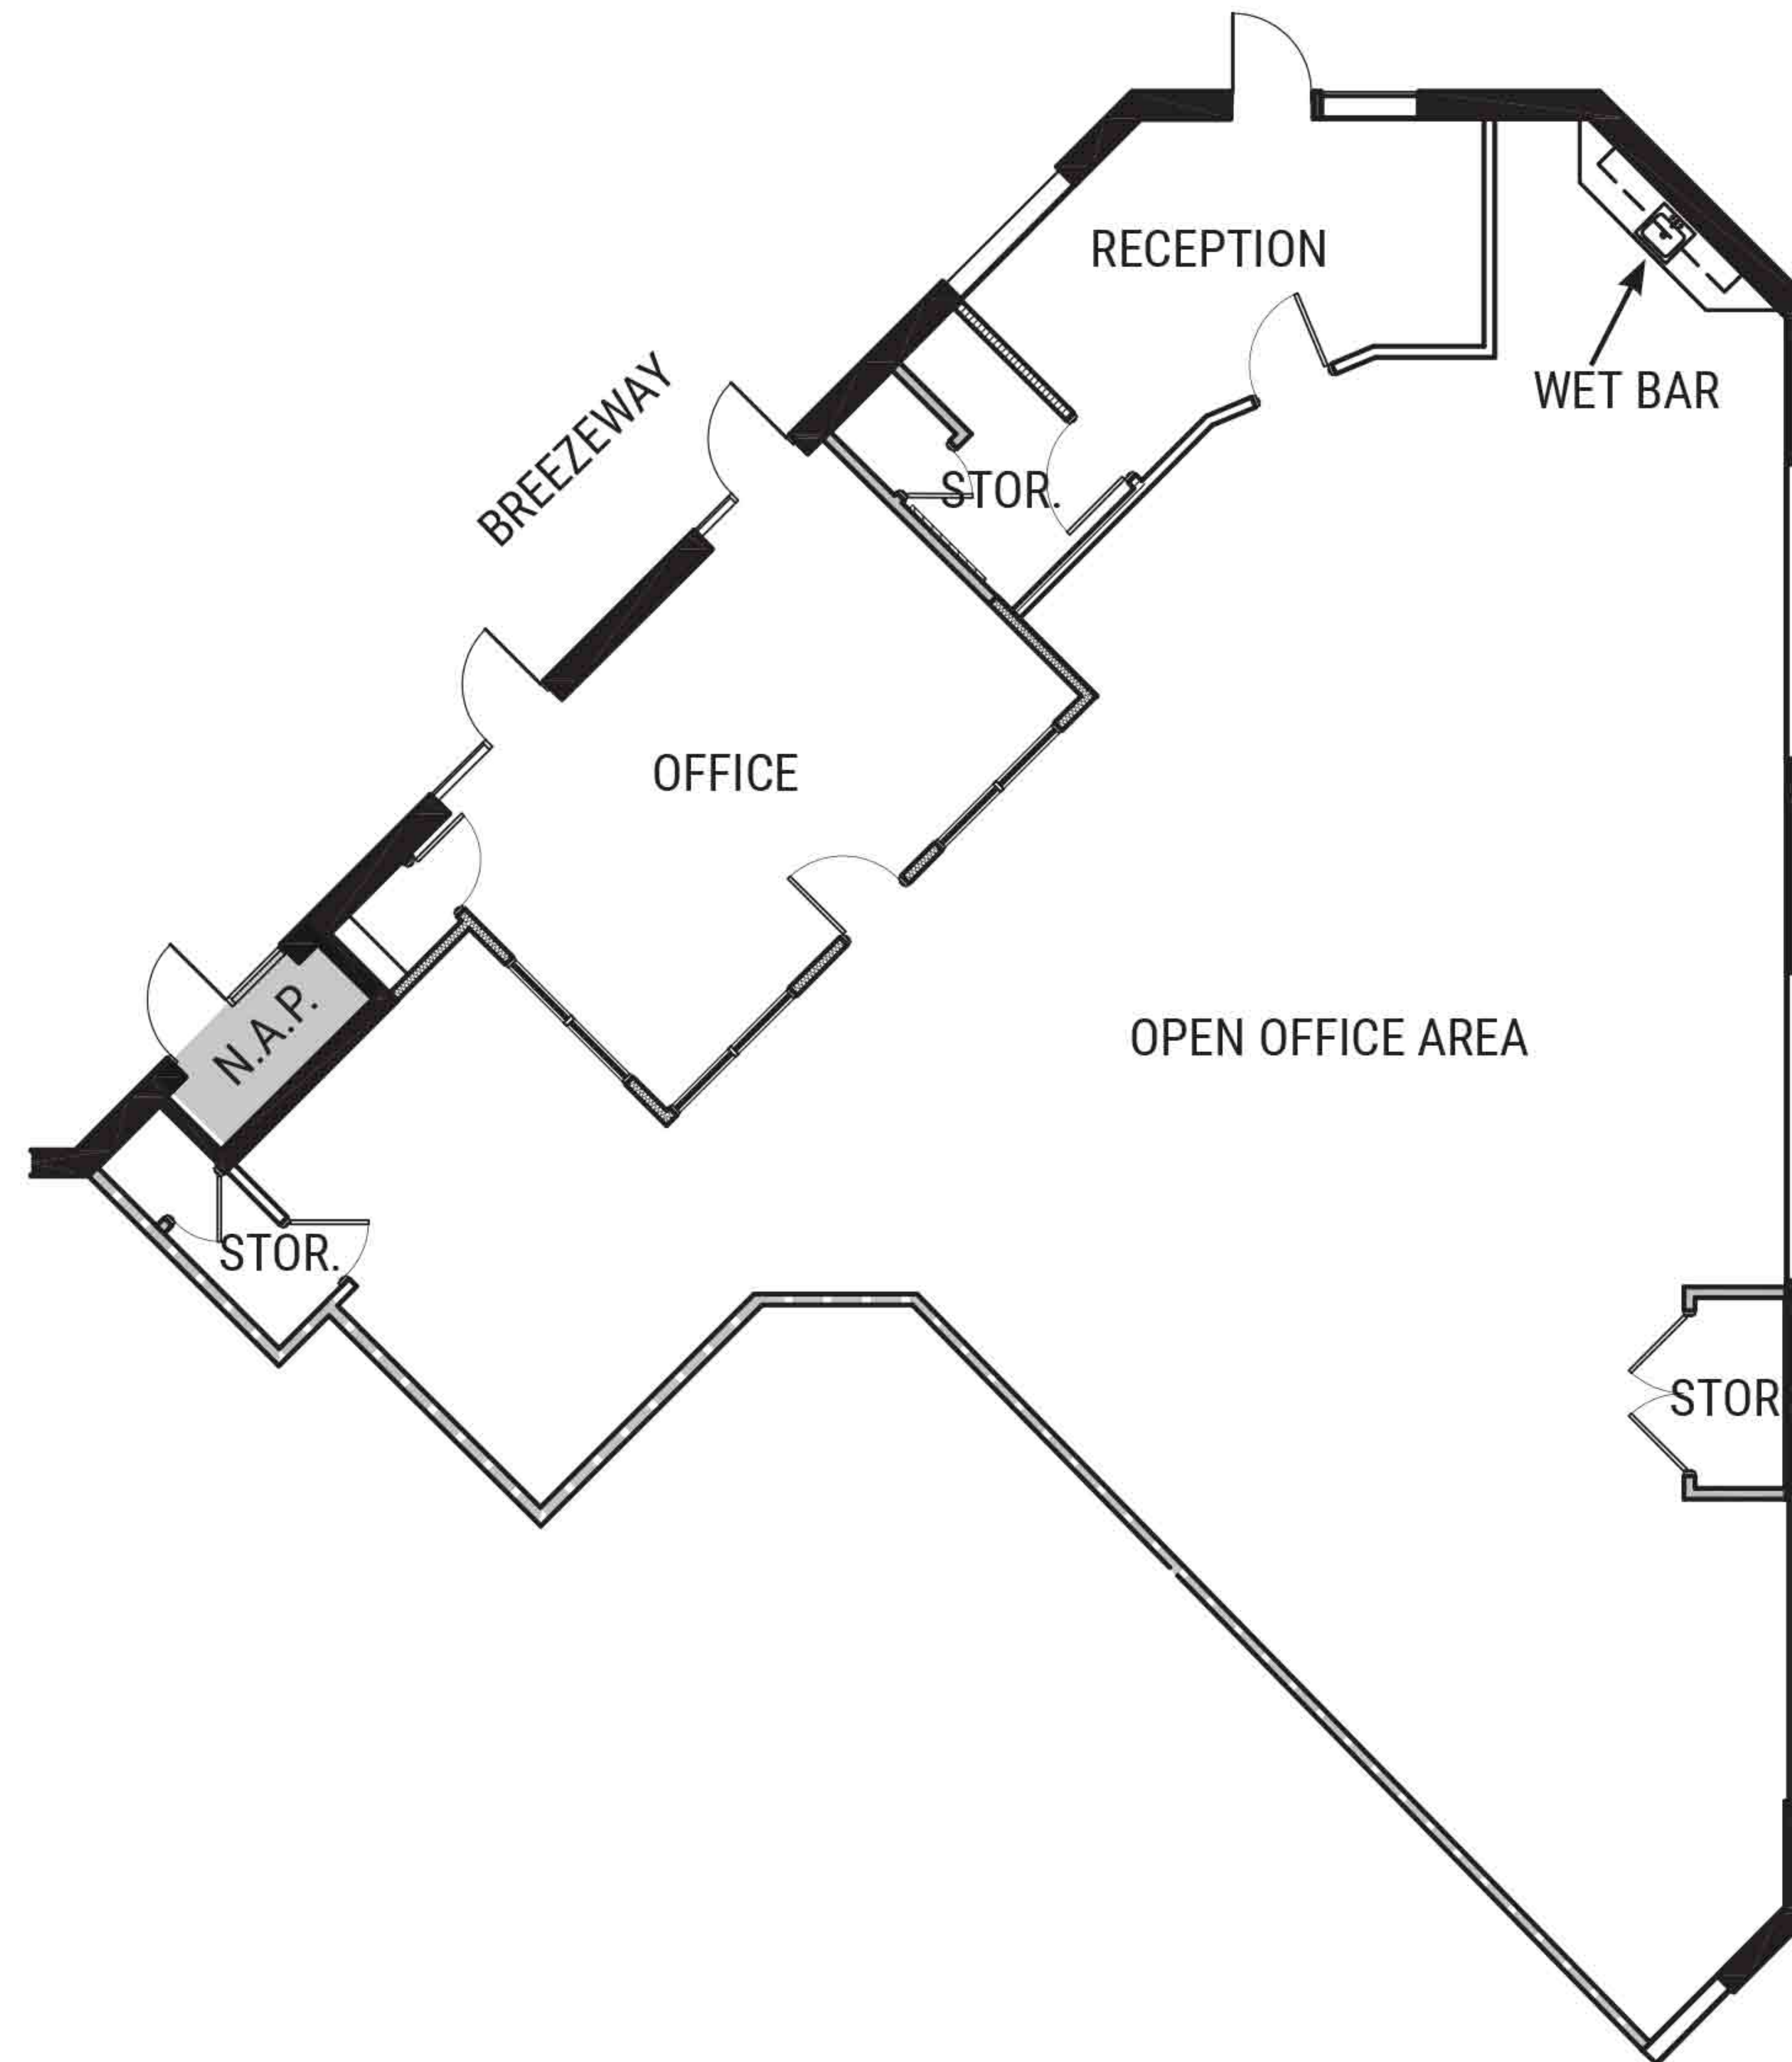 RECEPTION
WET BAR
BREEZEWAY
STOR.
OFFICE
N.A.P.
OPEN OFFICE AREA
STOR.
STOR